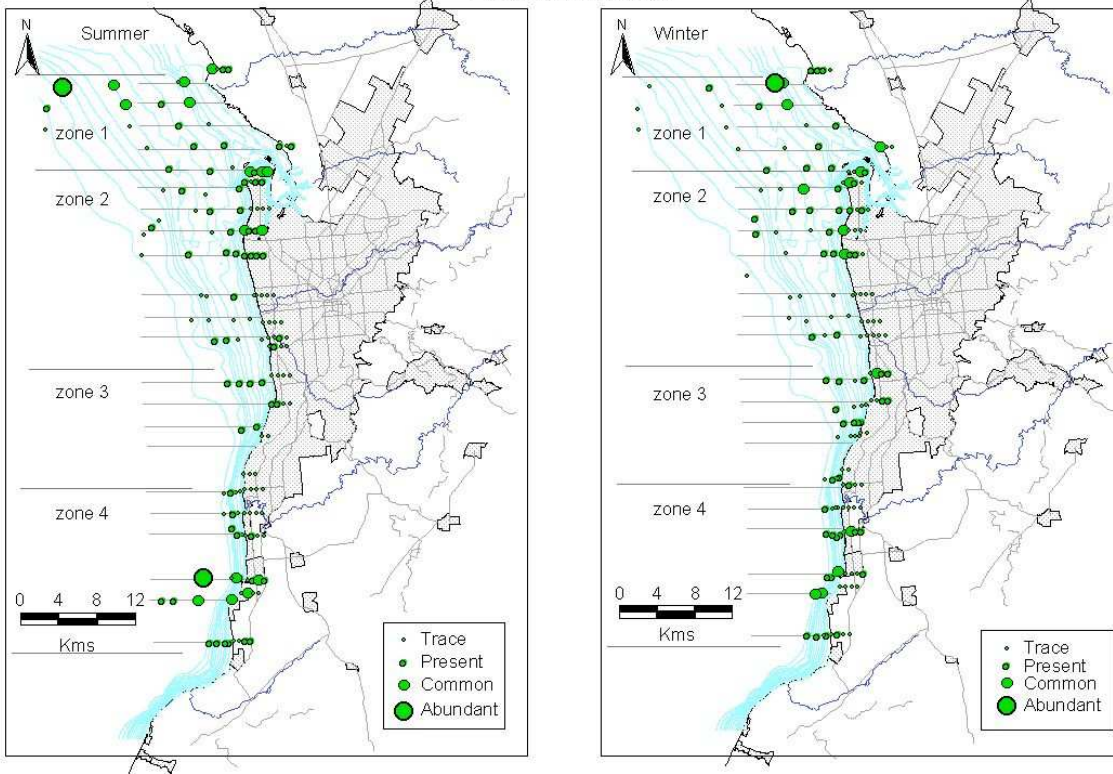 N
Summer
zone 1
zone 2
zone 3
zone 4
0 4 8 12
Kms
Trace
Present
Common
Abundant
N
Winter
zone 1
zone 2
zone 3
zone 4
0 4 8 12
Kms
Trace
Present
Common
Abundant